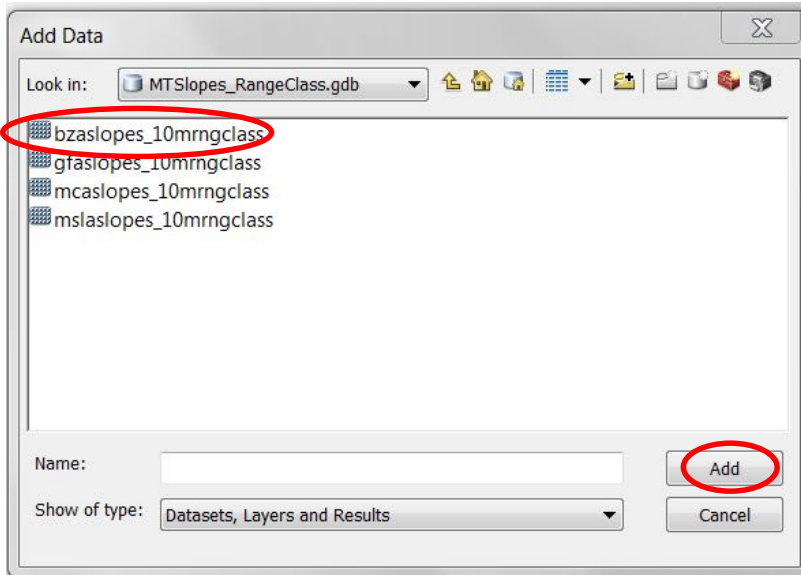 Add Data
Look in: MTSlopes_RangeClass.gdb
bzaslopes_10mrngclass
gfaslopes_10mrngclass
mcaslopes_10mrngclass
mslaslopes_10mrngclass
Name: Add
Show of type: Datasets, Layers and Results Cancel